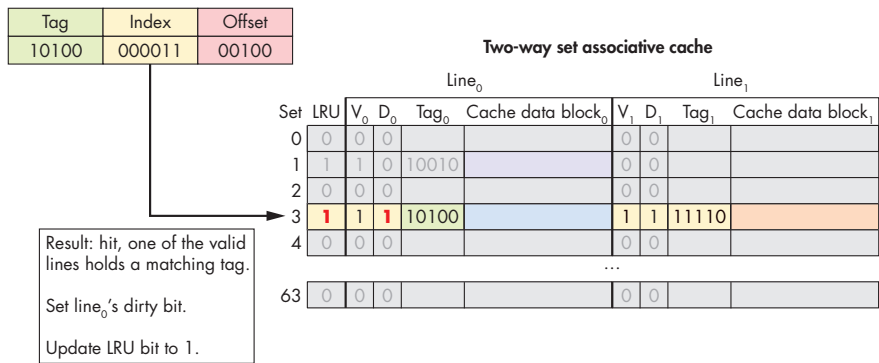 Tag Index Offset
10100 000011 00100
Two-way set associative cache
Line0 Line1
Set LRU V0 D0 Tag0 Cache data block0 V1 D1 Tag1 Cache data block1
0 0 0 0 0 0
1 1 1 0 10010 0 0
2 0 0 0 0 0
3 1 1 1 10100 1 1 11110
4 0 0 0 0 0
...
63 0 0 0 0 0
Result: hit, one of the valid
lines holds a matching tag.
Set line0's dirty bit.
Update LRU bit to 1.